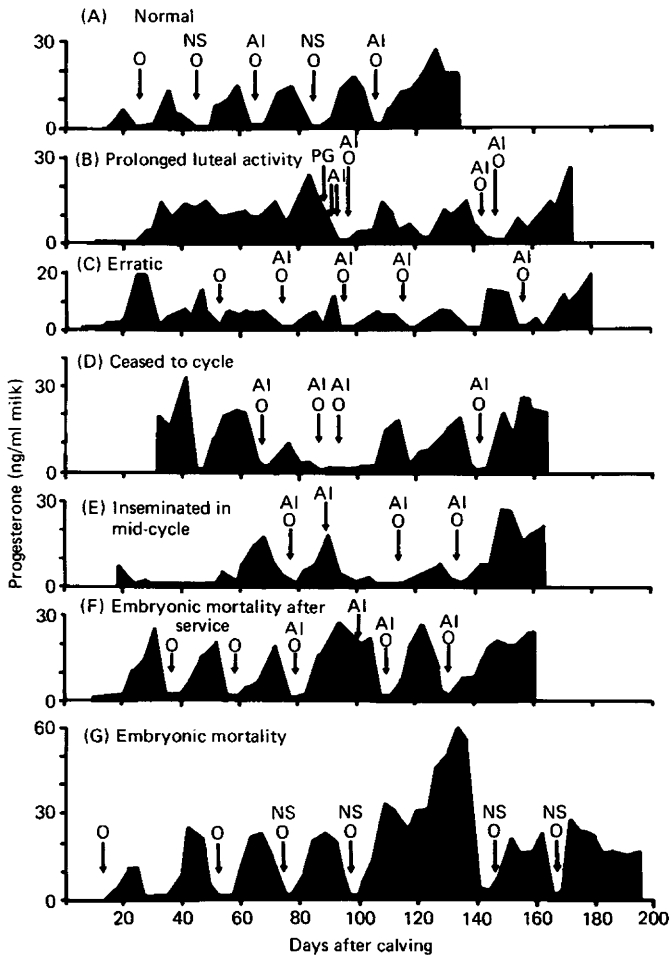 (A) Normal
30
0
O
NS
O
AI
O
NS
O
AI
O
(B) Prolonged luteal activity
30
0
PG
AI
AI
O
AI
O
AI
O
(C) Erratic
20
0
O
AI
O
AI
O
AI
O
AI
O
(D) Ceased to cycle
30
0
AI
O
AI
O
AI
O
AI
O
(E) Inseminated in
mid-cycle
30
0
AI
O
AI
AI
O
AI
O
(F) Embryonic mortality after
service
30
0
O
O
AI
O
AI
AI
O
AI
O
(G) Embryonic mortality
60
30
0
O
O
NS
O
NS
O
NS
O
NS
O
20 40 60 80 100 120 140 160 180 200
Days after calving
Progesterone (ng/ml milk)